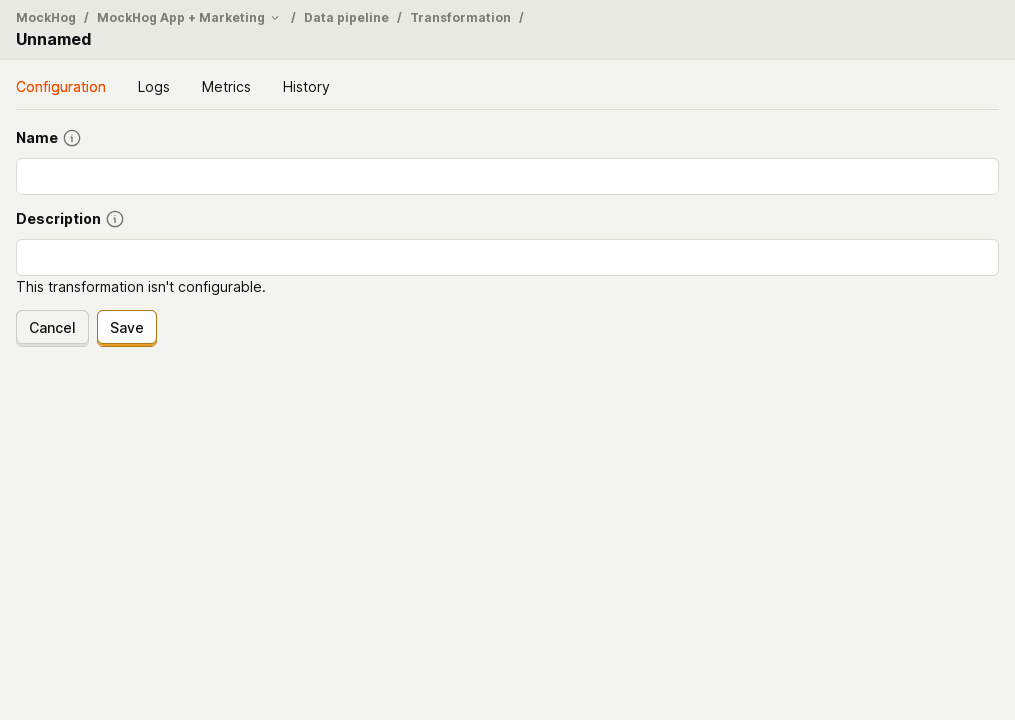 MockHog / MockHog App + Marketing / Data pipeline / Transformation /
Unnamed
Configuration Logs Metrics History
Name
Description
This transformation isn't configurable.
Cancel Save